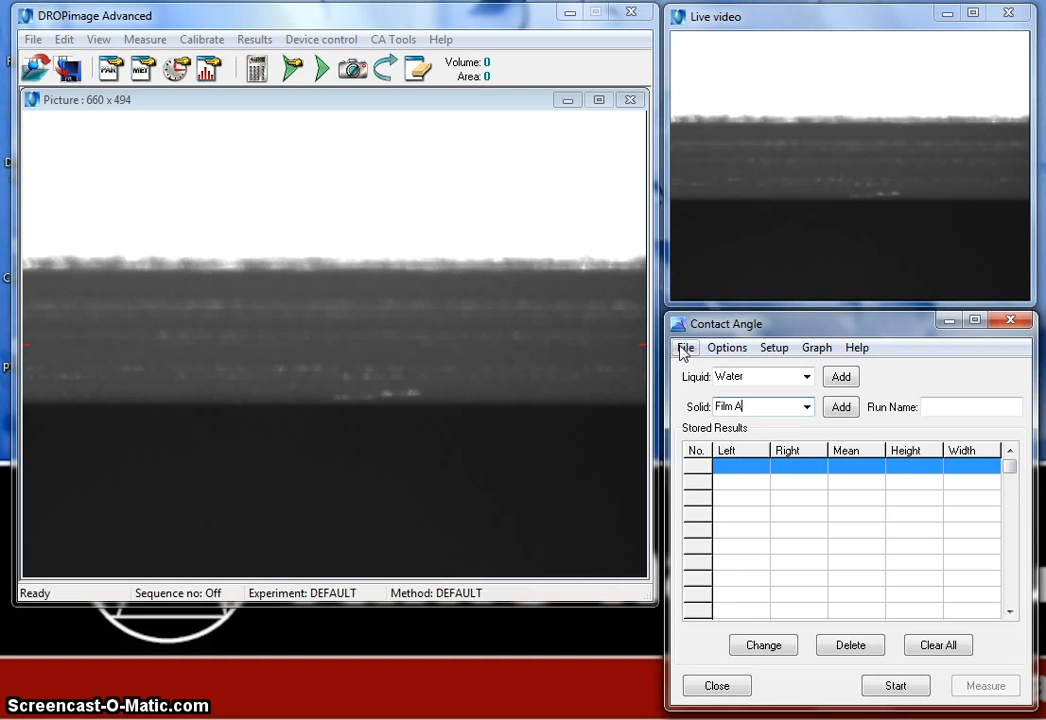 DROPimage Advanced
File Edit View Measure Calibrate Results Device control CA Tools Help
PAR MET Volume: 0
Area: 0
Picture : 660 x 494
Ready Sequence no: Off Experiment: DEFAULT Method: DEFAULT
Live video
Contact Angle
File Options Setup Graph Help
Liquid: Water Add
Solid: Film A Add Run Name:
Stored Results
No. Left Right Mean Height Width
Change Delete Clear All
Close Start Measure
Screencast-O-Matic.com